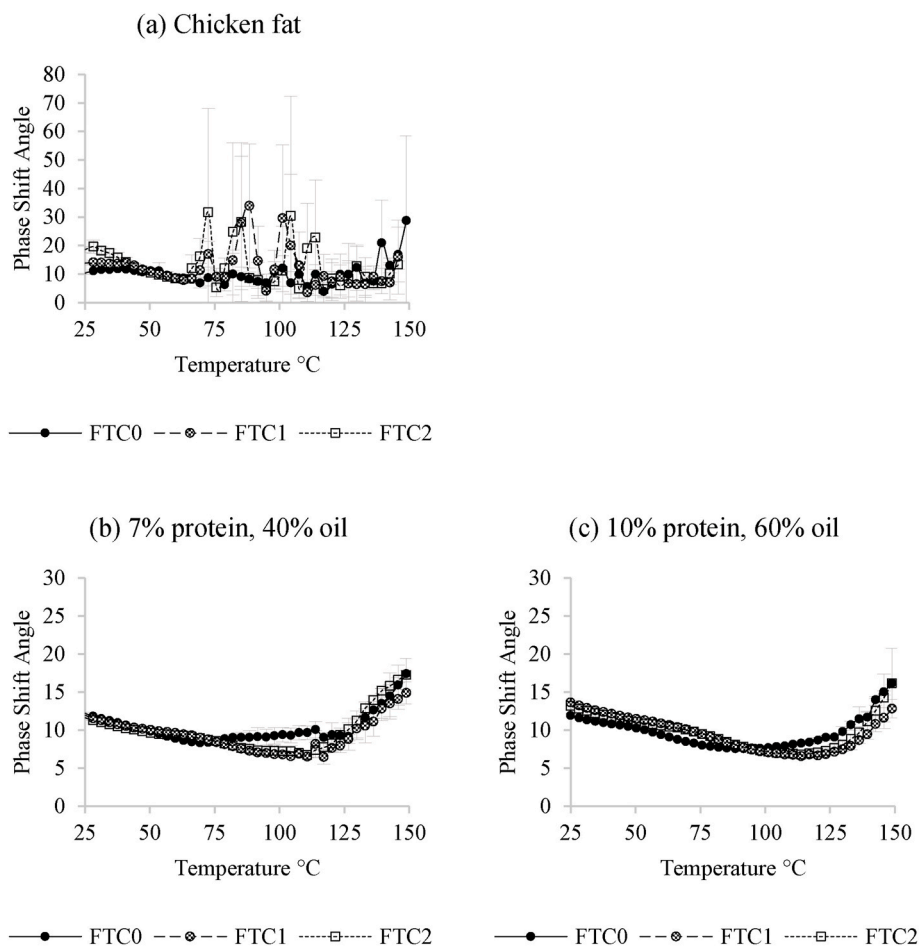 (a) Chicken fat
80
70
60
50
40
30
20
10
0
Phase Shift Angle
25 50 75 100 125 150
Temperature °C
FTC0 FTC1 FTC2
(b) 7% protein, 40% oil
30
25
20
15
10
5
0
Phase Shift Angle
25 50 75 100 125 150
Temperature °C
FTC0 FTC1 FTC2
(c) 10% protein, 60% oil
30
25
20
15
10
5
0
Phase Shift Angle
25 50 75 100 125 150
Temperature °C
FTC0 FTC1 FTC2